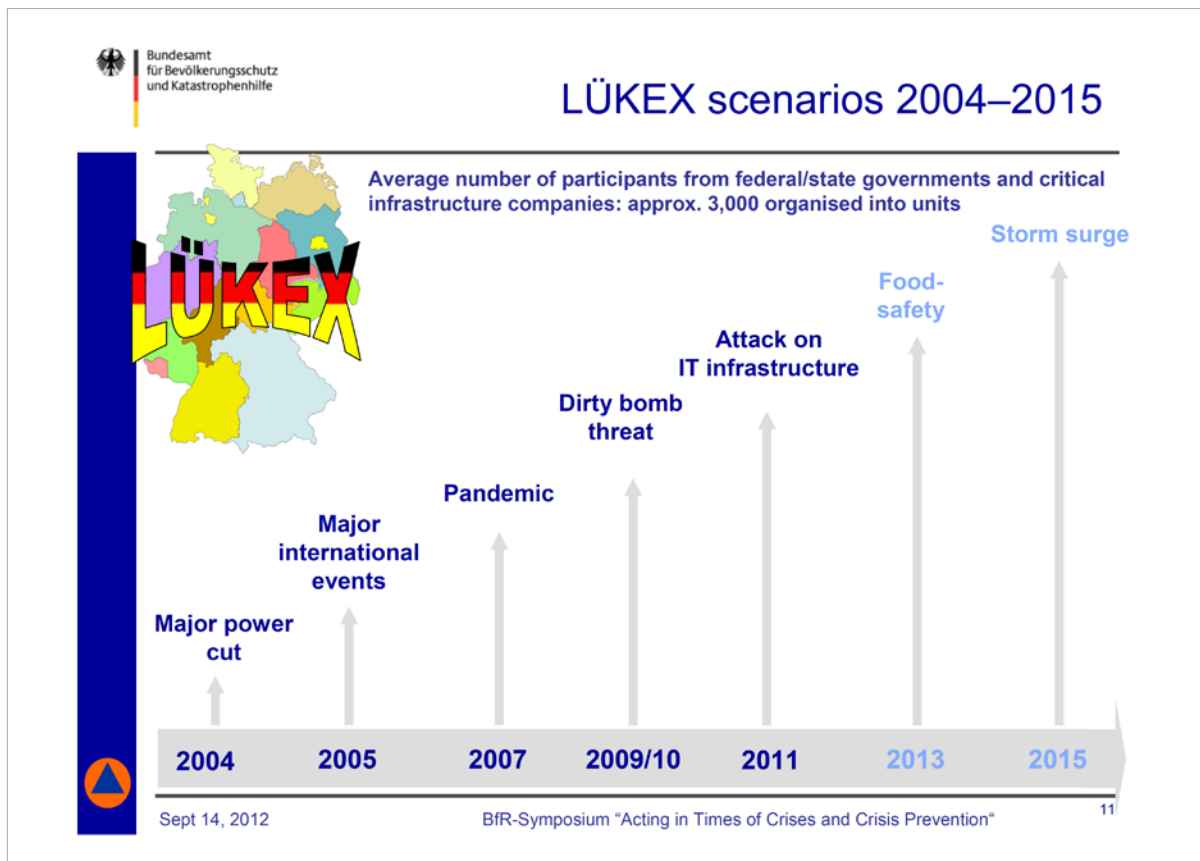 Bundesamt
für Bevölkerungsschutz
und Katastrophenhilfe
LÜKEX scenarios 2004–2015
Average number of participants from federal/state governments and critical
infrastructure companies: approx. 3,000 organised into units
LÜKEX
Storm surge
Food-
safety
Attack on
IT infrastructure
Dirty bomb
threat
Pandemic
Major
international
events
Major power
cut
2004
2005
2007
2009/10
2011
2013
2015
Sept 14, 2012
BfR-Symposium “Acting in Times of Crises and Crisis Prevention“
11